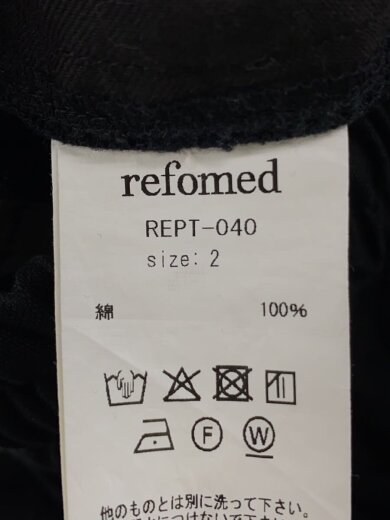 refomed
REPT-040
size: 2
綿 100%
F W
他のものとは別に洗って下さい。